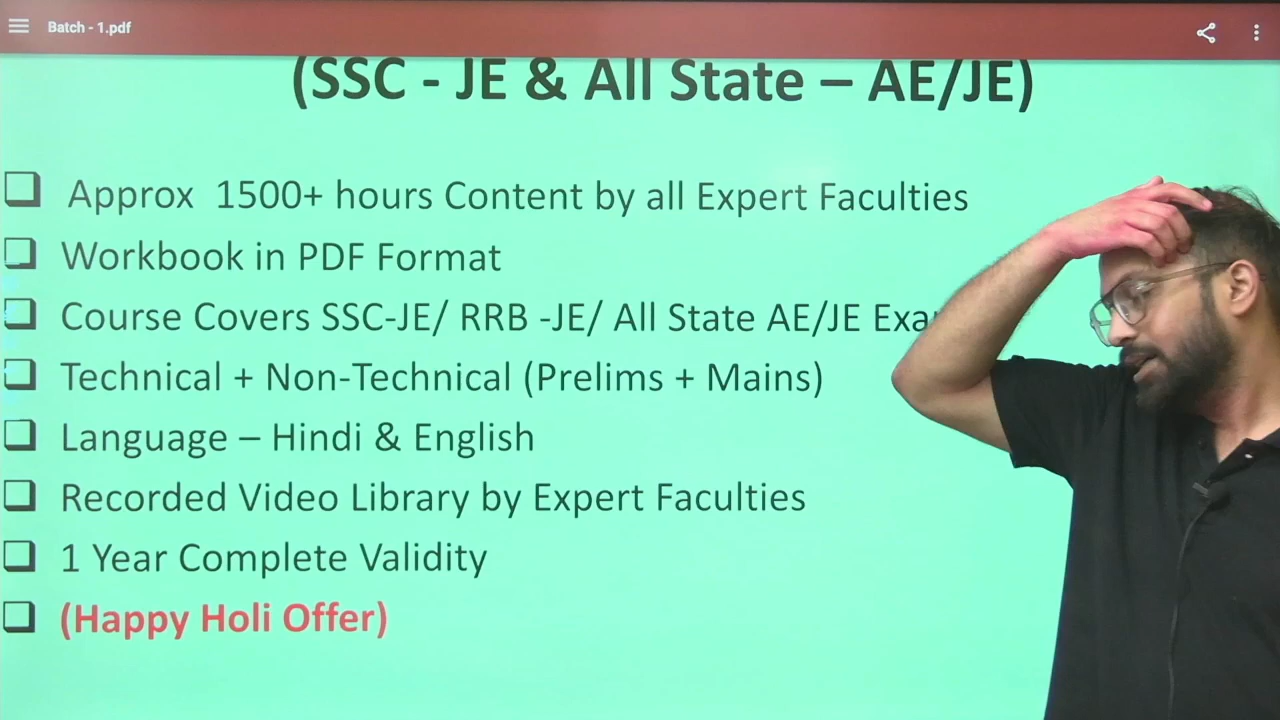 Batch - 1.pdf
(SSC - JE & All State – AE/JE)
❑ Approx 1500+ hours Content by all Expert Faculties
❑ Workbook in PDF Format
❑ Course Covers SSC-JE/ RRB -JE/ All State AE/JE
❑ Technical + Non-Technical (Prelims + Mains)
❑ Language – Hindi & English
❑ Recorded Video Library by Expert Faculties
❑ 1 Year Complete Validity
❑ (Happy Holi Offer)